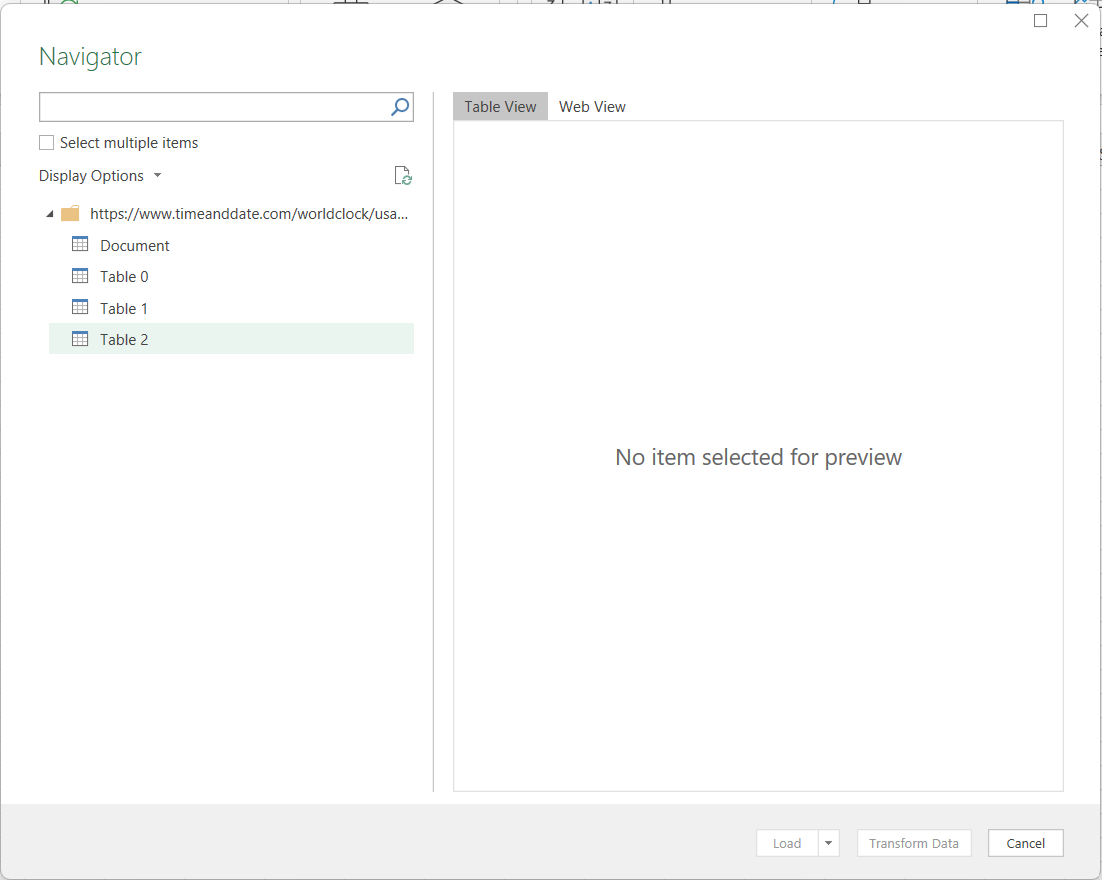 Navigator
Table View Web View
Select multiple items
Display Options
https://www.timeanddate.com/worldclock/usa...
Document
Table 0
Table 1
Table 2
No item selected for preview
Load Transform Data Cancel